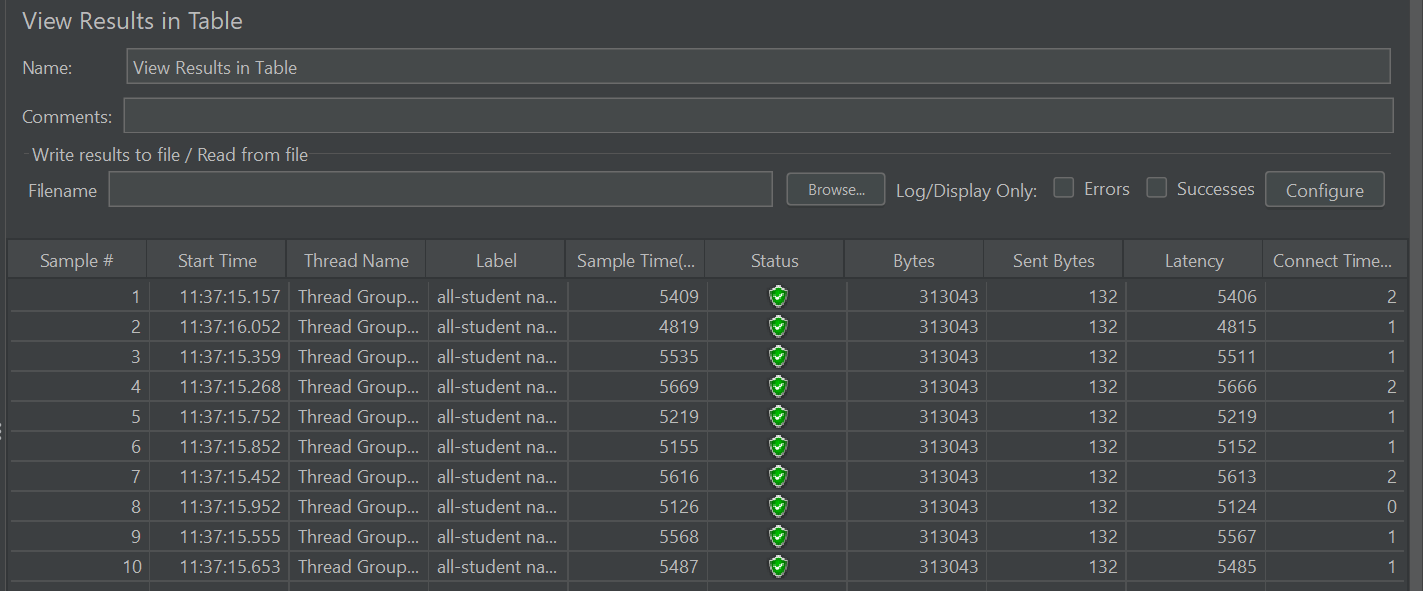 View Results in Table
Name: View Results in Table
Comments:
Write results to file / Read from file
Filename Browse... Log/Display Only: Errors Successes Configure
Sample # Start Time Thread Name Label Sample Time(... Status Bytes Sent Bytes Latency Connect Time...
1 11:37:15.157 Thread Group... all-student na... 5409 313043 132 5406 2
2 11:37:16.052 Thread Group... all-student na... 4819 313043 132 4815 1
3 11:37:15.359 Thread Group... all-student na... 5535 313043 132 5511 1
4 11:37:15.268 Thread Group... all-student na... 5669 313043 132 5666 2
5 11:37:15.752 Thread Group... all-student na... 5219 313043 132 5219 1
6 11:37:15.852 Thread Group... all-student na... 5155 313043 132 5152 1
7 11:37:15.452 Thread Group... all-student na... 5616 313043 132 5613 2
8 11:37:15.952 Thread Group... all-student na... 5126 313043 132 5124 0
9 11:37:15.555 Thread Group... all-student na... 5568 313043 132 5567 1
10 11:37:15.653 Thread Group... all-student na... 5487 313043 132 5485 1